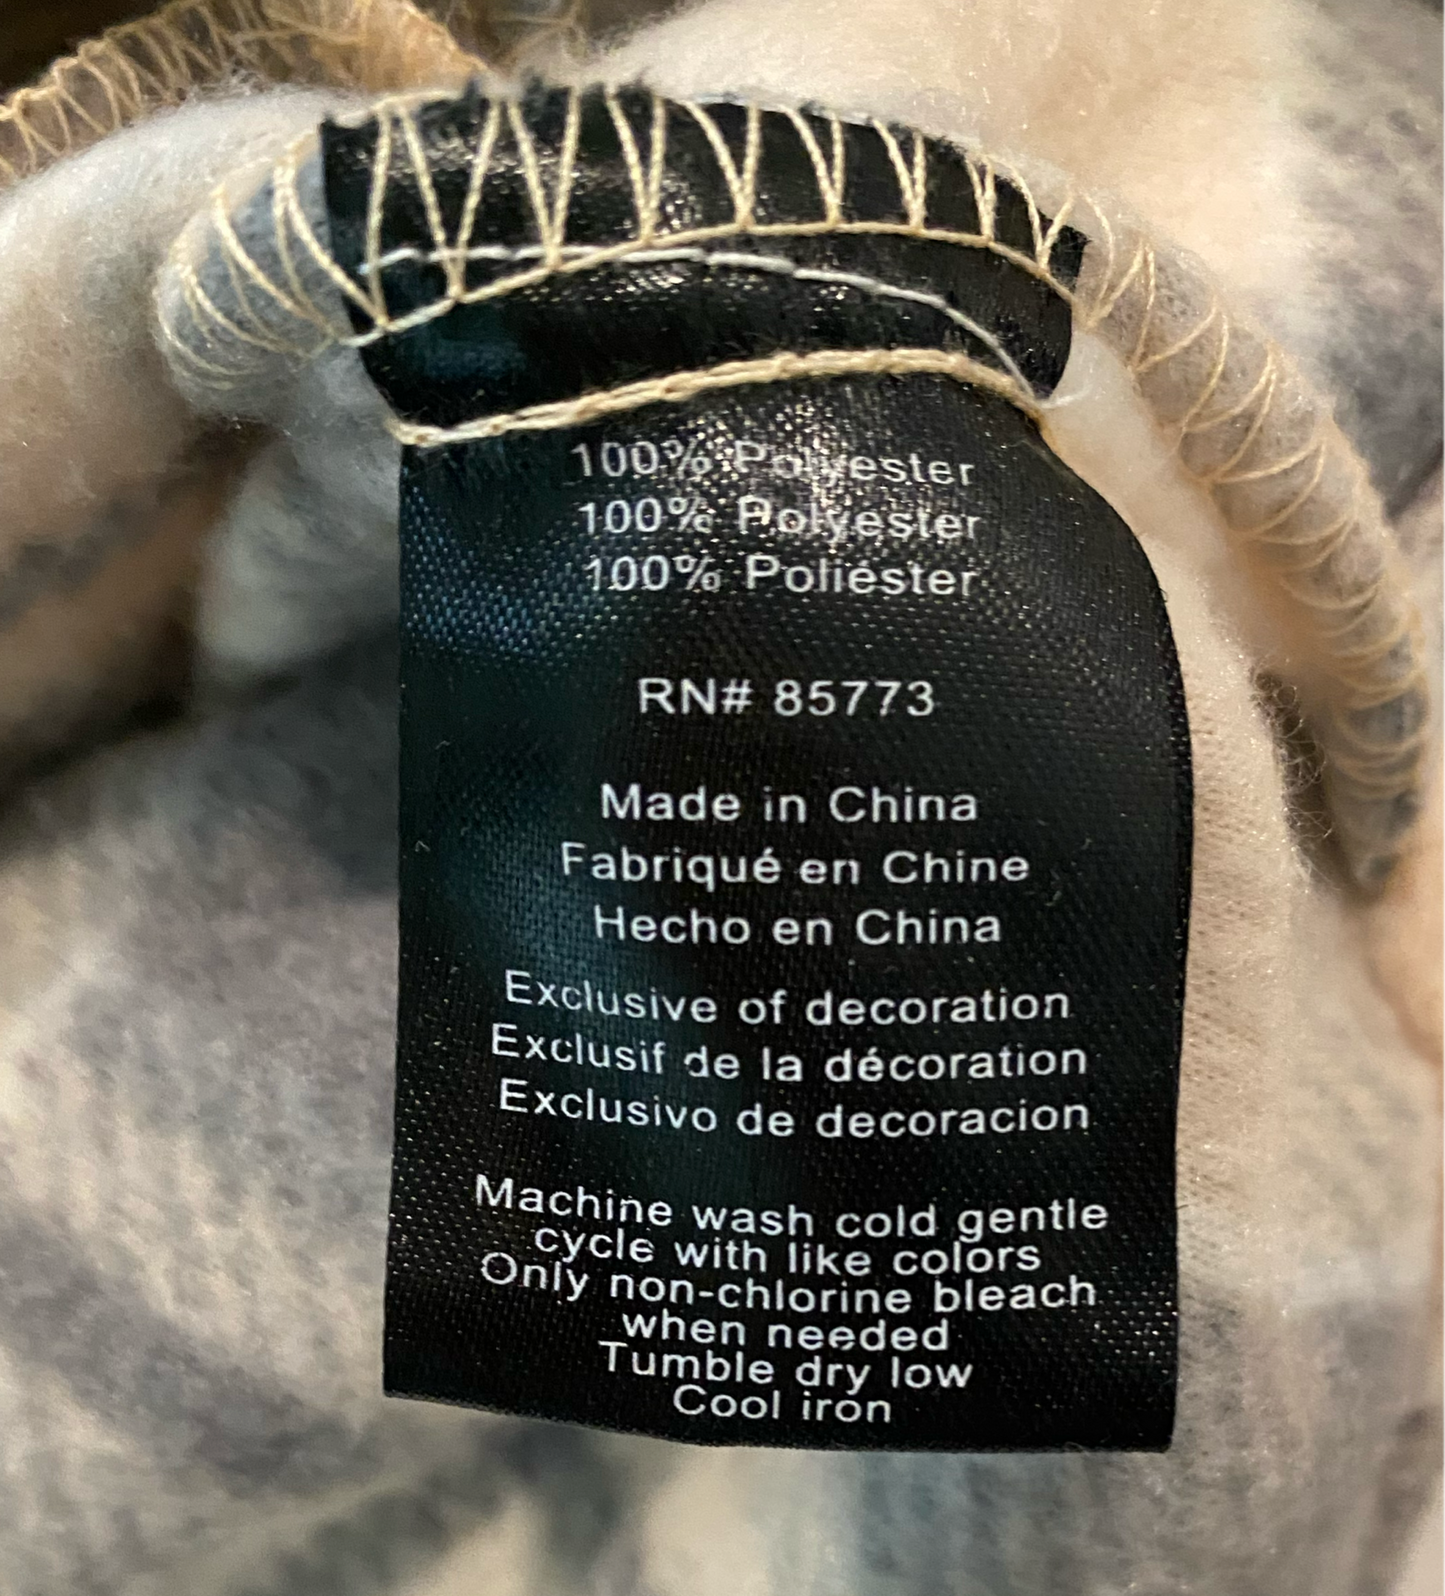 100% Polyester
100% Polyester
100% Poliéster
RN# 85773
Made in China
Fabriqué en Chine
Hecho en China
Exclusive of decoration
Exclusif de la décoration
Exclusivo de decoracion
Machine wash cold gentle
cycle with like colors
Only non-chlorine bleach
when needed
Tumble dry low
Cool iron